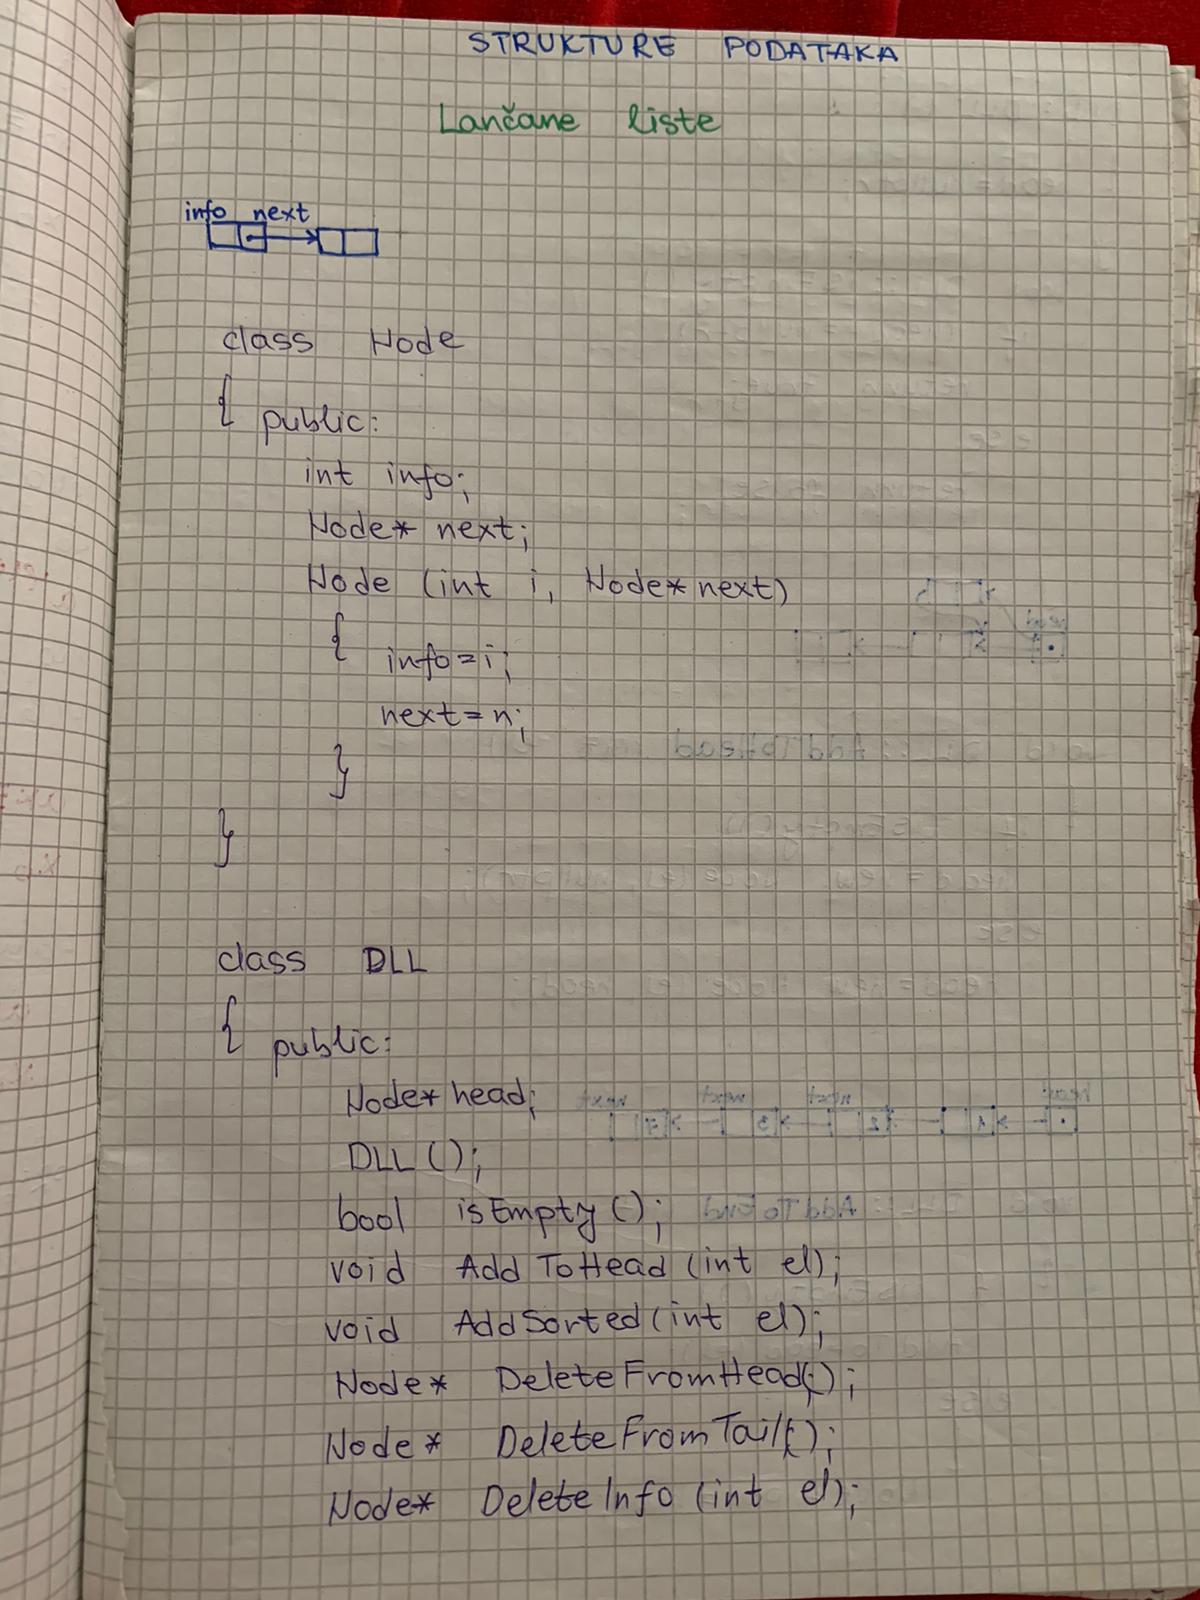 STRUKTURE PODATAKA
Lančane liste
info next
class Node
{ public:
int info;
Node* next;
Node (int i, Node* next)
{ info=i;
next=n;
}
}
class DLL
{ public:
Node* head;
DLL ();
bool isEmpty ();
void AddToHead (int el);
void AddSorted (int el);
Node* DeleteFromHead();
Node* DeleteFromTail();
Node* DeleteInfo (int el);